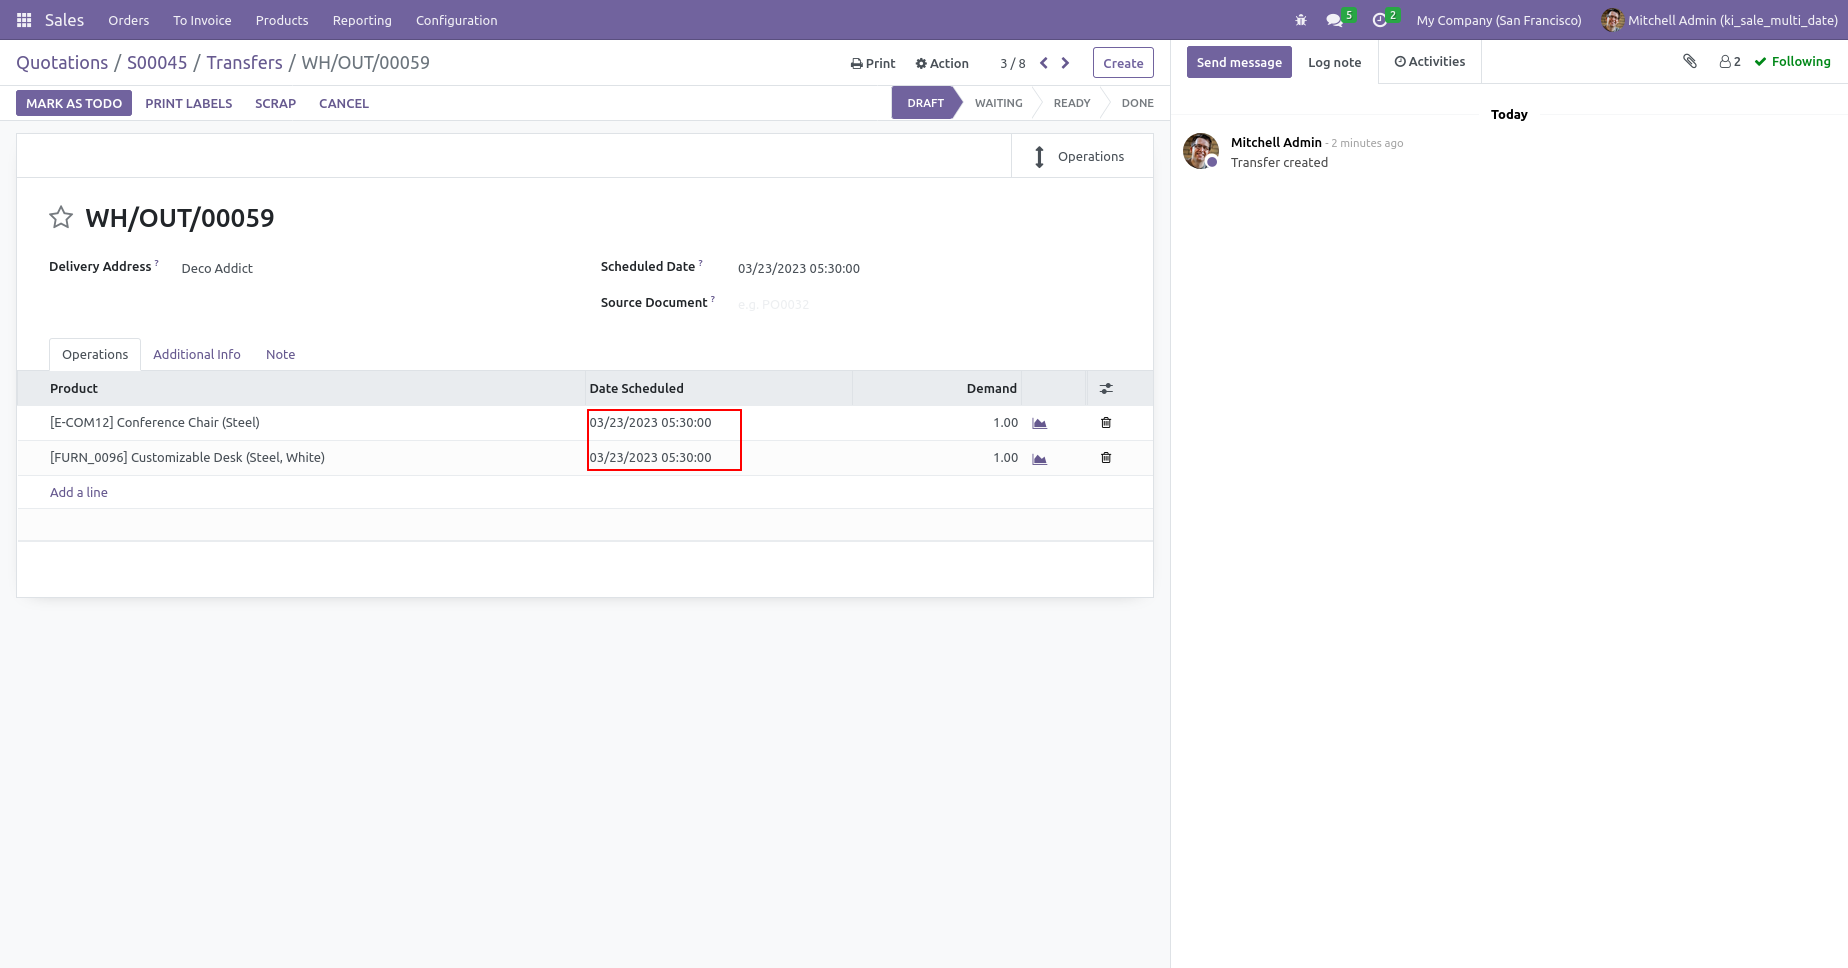 Sales Orders To Invoice Products Reporting Configuration 5 2 My Company (San Francisco) Mitchell Admin (ki_sale_multi_date)
Quotations / S00045 / Transfers / WH/OUT/00059 Print Action 3 / 8 Create
Send message Log note Activities 2 Following
MARK AS TODO PRINT LABELS SCRAP CANCEL DRAFT WAITING READY DONE
Today
Mitchell Admin - 2 minutes ago
Transfer created
Operations
WH/OUT/00059
Delivery Address ? Deco Addict Scheduled Date ? 03/23/2023 05:30:00
Source Document ? e.g. PO0032
Operations Additional Info Note
Product Date Scheduled Demand
[E-COM12] Conference Chair (Steel) 03/23/2023 05:30:00 1.00
[FURN_0096] Customizable Desk (Steel, White) 03/23/2023 05:30:00 1.00
Add a line